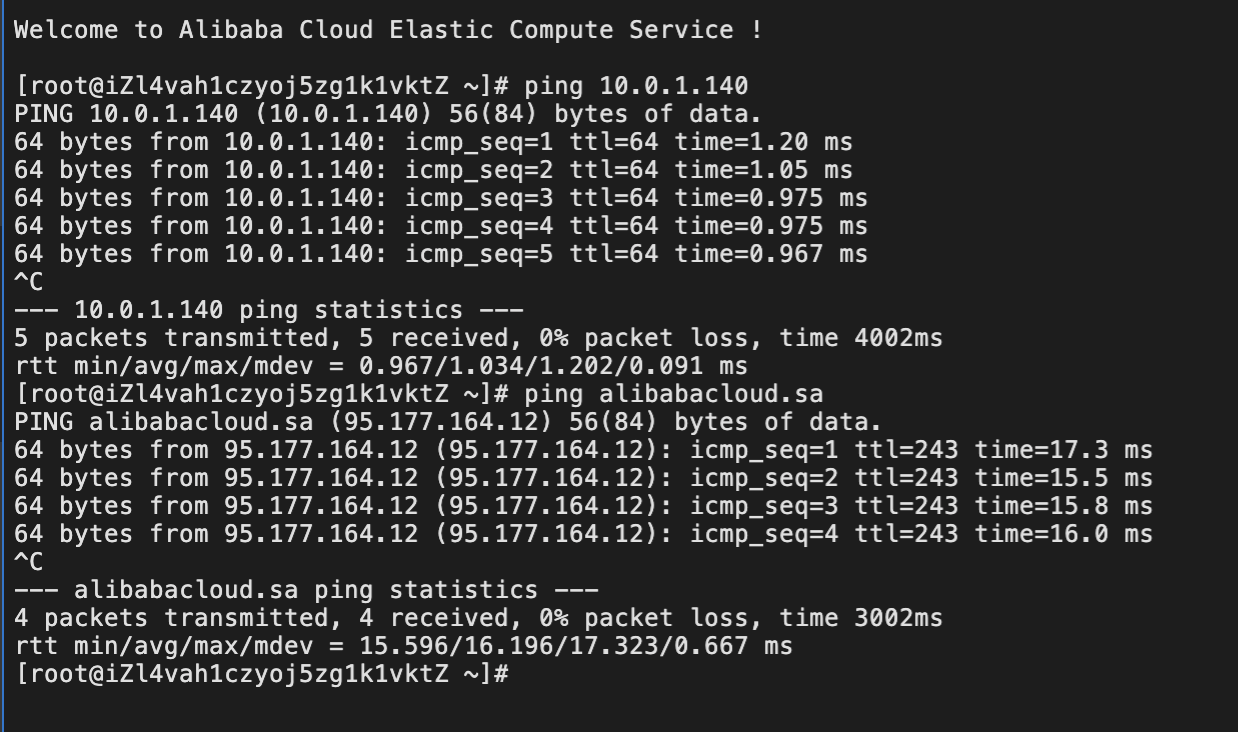 Welcome to Alibaba Cloud Elastic Compute Service !
[root@iZl4vah1czyoj5zg1k1vktZ ~]# ping 10.0.1.140
PING 10.0.1.140 (10.0.1.140) 56(84) bytes of data.
64 bytes from 10.0.1.140: icmp_seq=1 ttl=64 time=1.20 ms
64 bytes from 10.0.1.140: icmp_seq=2 ttl=64 time=1.05 ms
64 bytes from 10.0.1.140: icmp_seq=3 ttl=64 time=0.975 ms
64 bytes from 10.0.1.140: icmp_seq=4 ttl=64 time=0.975 ms
64 bytes from 10.0.1.140: icmp_seq=5 ttl=64 time=0.967 ms
^C
--- 10.0.1.140 ping statistics ---
5 packets transmitted, 5 received, 0% packet loss, time 4002ms
rtt min/avg/max/mdev = 0.967/1.034/1.202/0.091 ms
[root@iZl4vah1czyoj5zg1k1vktZ ~]# ping alibabacloud.sa
PING alibabacloud.sa (95.177.164.12) 56(84) bytes of data.
64 bytes from 95.177.164.12 (95.177.164.12): icmp_seq=1 ttl=243 time=17.3 ms
64 bytes from 95.177.164.12 (95.177.164.12): icmp_seq=2 ttl=243 time=15.5 ms
64 bytes from 95.177.164.12 (95.177.164.12): icmp_seq=3 ttl=243 time=15.8 ms
64 bytes from 95.177.164.12 (95.177.164.12): icmp_seq=4 ttl=243 time=16.0 ms
^C
--- alibabacloud.sa ping statistics ---
4 packets transmitted, 4 received, 0% packet loss, time 3002ms
rtt min/avg/max/mdev = 15.596/16.196/17.323/0.667 ms
[root@iZl4vah1czyoj5zg1k1vktZ ~]#